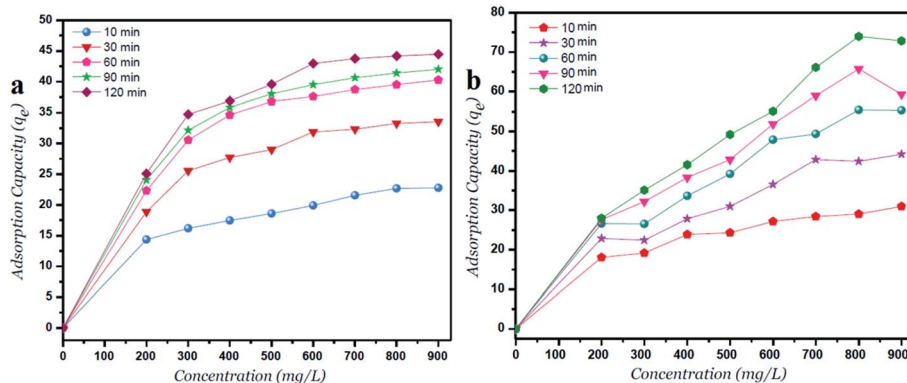 a
10 min
30 min
60 min
90 min
120 min
Adsorption Capacity (qe)
50
45
40
35
30
25
20
15
10
5
0
0 200 300 400 500 600 700 800 900
Concentration (mg/L)
b
10 min
30 min
60 min
90 min
120 min
Adsorption Capacity (qe)
80
70
60
50
40
30
20
10
0
0 200 300 400 500 600 700 800 900
Concentration (mg/L)